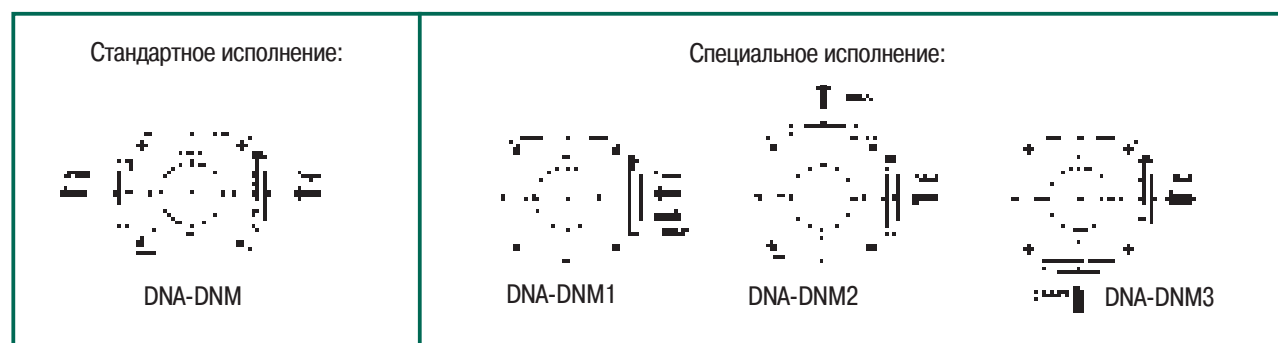 Стандартное исполнение:
Специальное исполнение:
DNA-DNM
DNA-DNM1
DNA-DNM2
DNA-DNM3